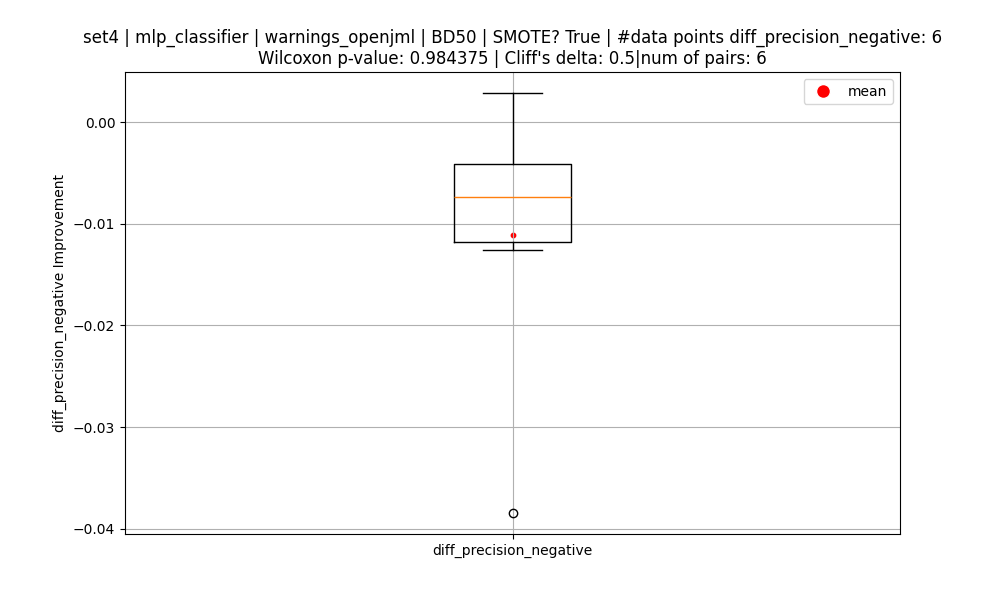 set4 | mlp_classifier | warnings_openjml | BD50 | SMOTE? True | #data points diff_precision_negative: 6
Wilcoxon p-value: 0.984375 | Cliff's delta: 0.5|num of pairs: 6
mean
0.00
−0.01
−0.02
−0.03
−0.04
diff_precision_negative Improvement
diff_precision_negative